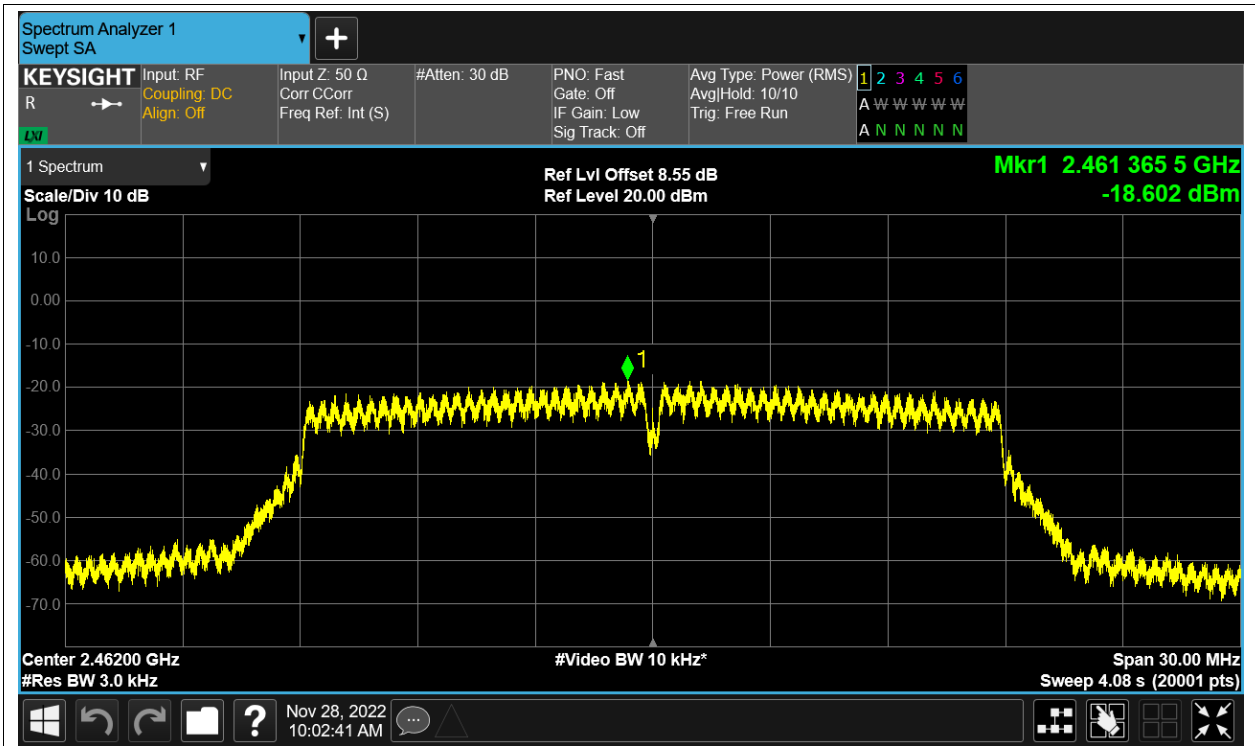 Spectrum Analyzer 1
Swept SA
+
KEYSIGHT Input: RF Input Z: 50 Ω #Atten: 30 dB PNO: Fast Avg Type: Power (RMS) 1 2 3 4 5 6
R Coupling: DC Corr CCorr Gate: Off Avg|Hold: 10/10 A W W W W W
Align: Off Freq Ref: Int (S) IF Gain: Low Trig: Free Run
LXI Sig Track: Off A N N N N N
1 Spectrum Ref Lvl Offset 8.55 dB Mkr1 2.461 365 5 GHz
Scale/Div 10 dB Ref Level 20.00 dBm -18.602 dBm
Log
10.0
0.00
-10.0
1
-20.0
-30.0
-40.0
-50.0
-60.0
-70.0
Center 2.46200 GHz #Video BW 10 kHz* Span 30.00 MHz
#Res BW 3.0 kHz Sweep 4.08 s (20001 pts)
? Nov 28, 2022
10:02:41 AM